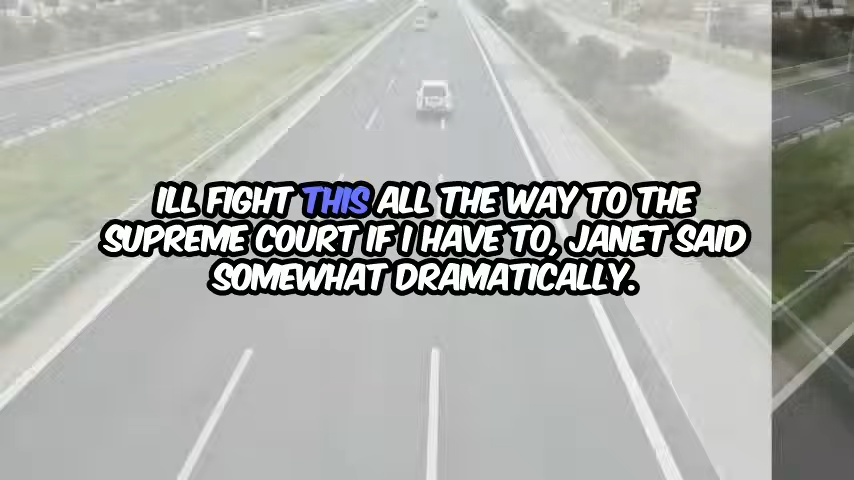 ILL FIGHT THIS ALL THE WAY TO THE
SUPREME COURT IF I HAVE TO, JANET SAID
SOMEWHAT DRAMATICALLY.